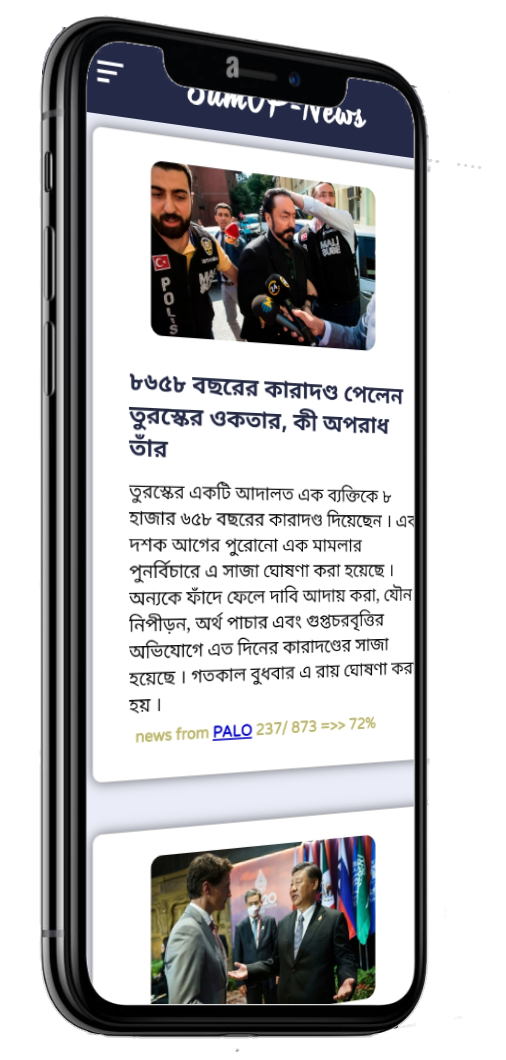 a
SumUP-News
POLIS
MALİ
ŞUBE
৮৬৫৮ বছরের কারাদণ্ড পেলেন
তুরস্কের ওকতার, কী অপরাধ
তাঁর
তুরস্কের একটি আদালত এক ব্যক্তিকে ৮
হাজার ৬৫৮ বছরের কারাদণ্ড দিয়েছেন। এক
দশক আগের পুরোনো এক মামলার
পুনর্বিচারে এ সাজা ঘোষণা করা হয়েছে।
অন্যকে ফাঁদে ফেলে দাবি আদায় করা, যৌন
নিপীড়ন, অর্থ পাচার এবং গুপ্তচরবৃত্তির
অভিযোগে এত দিনের কারাদণ্ডের সাজা
হয়েছে। গতকাল বুধবার এ রায় ঘোষণা করা
হয়।
news from PALO 237/ 873 =>> 72%